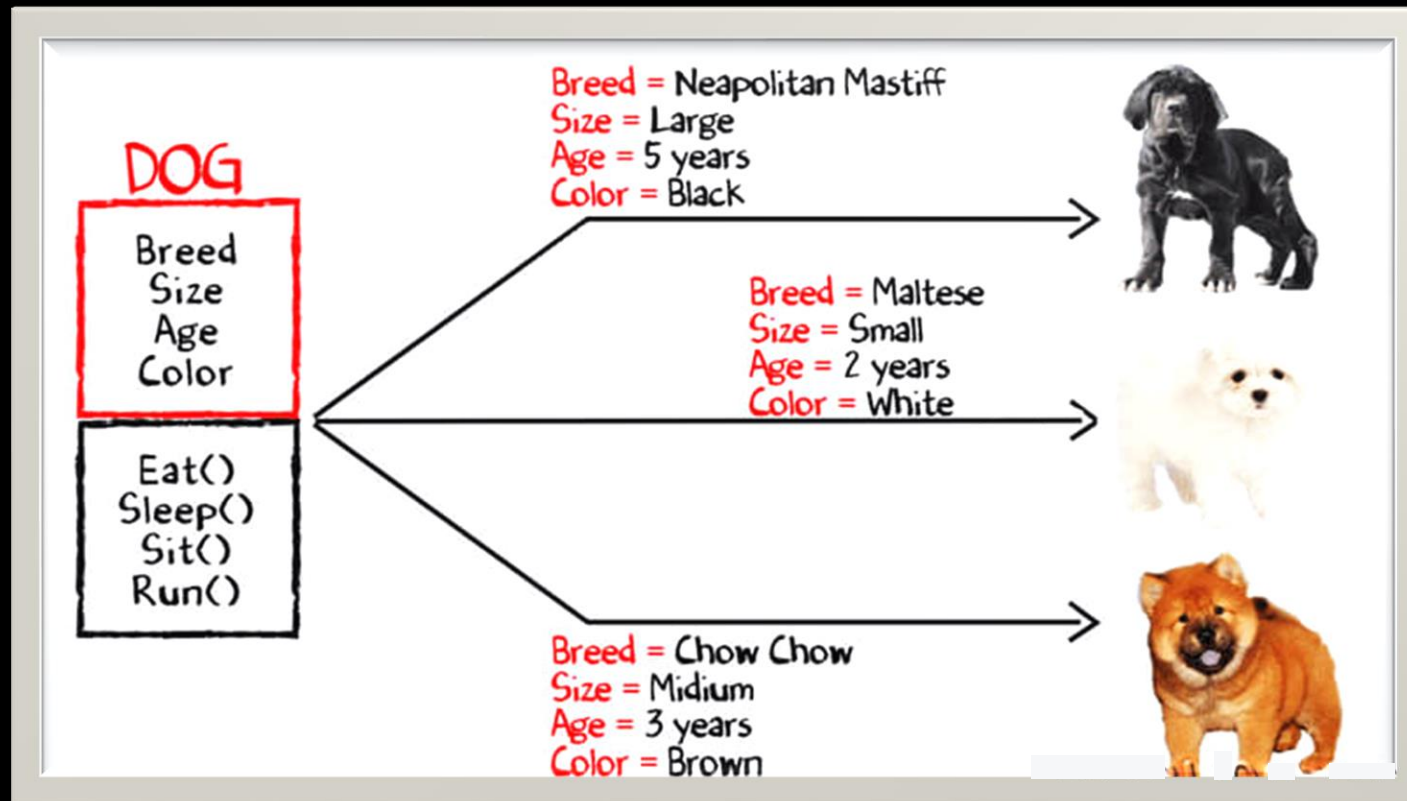 DOG
Breed
Size
Age
Color
Eat()
Sleep()
Sit()
Run()
Breed = Neapolitan Mastiff
Size = Large
Age = 5 years
Color = Black
Breed = Maltese
Size = Small
Age = 2 years
Color = White
Breed = Chow Chow
Size = Midium
Age = 3 years
Color = Brown